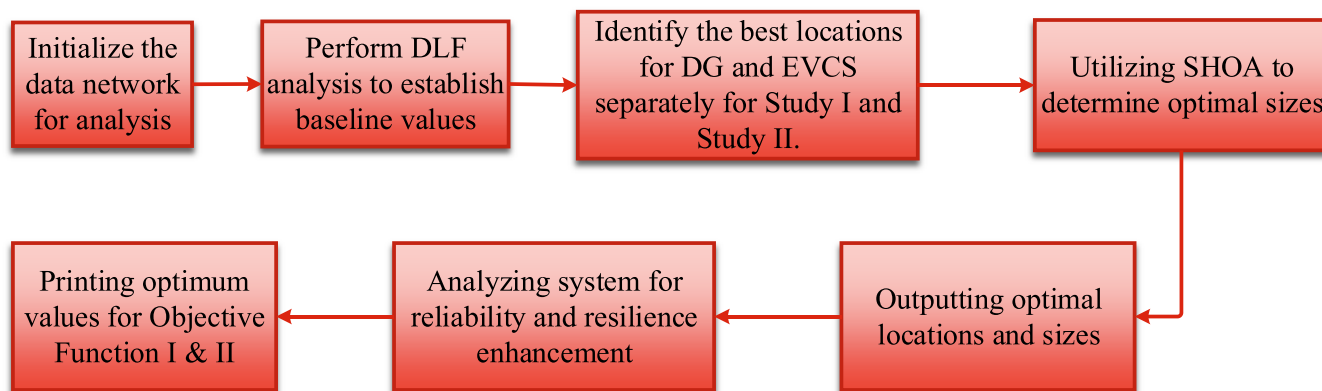 Initialize the
data network
for analysis
Perform DLF
analysis to establish
baseline values
Identify the best locations
for DG and EVCS
separately for Study I and
Study II.
Utilizing SHOA to
determine optimal sizes
Outputting optimal
locations and sizes
Analyzing system for
reliability and resilience
enhancement
Printing optimum
values for Objective
Function I & II